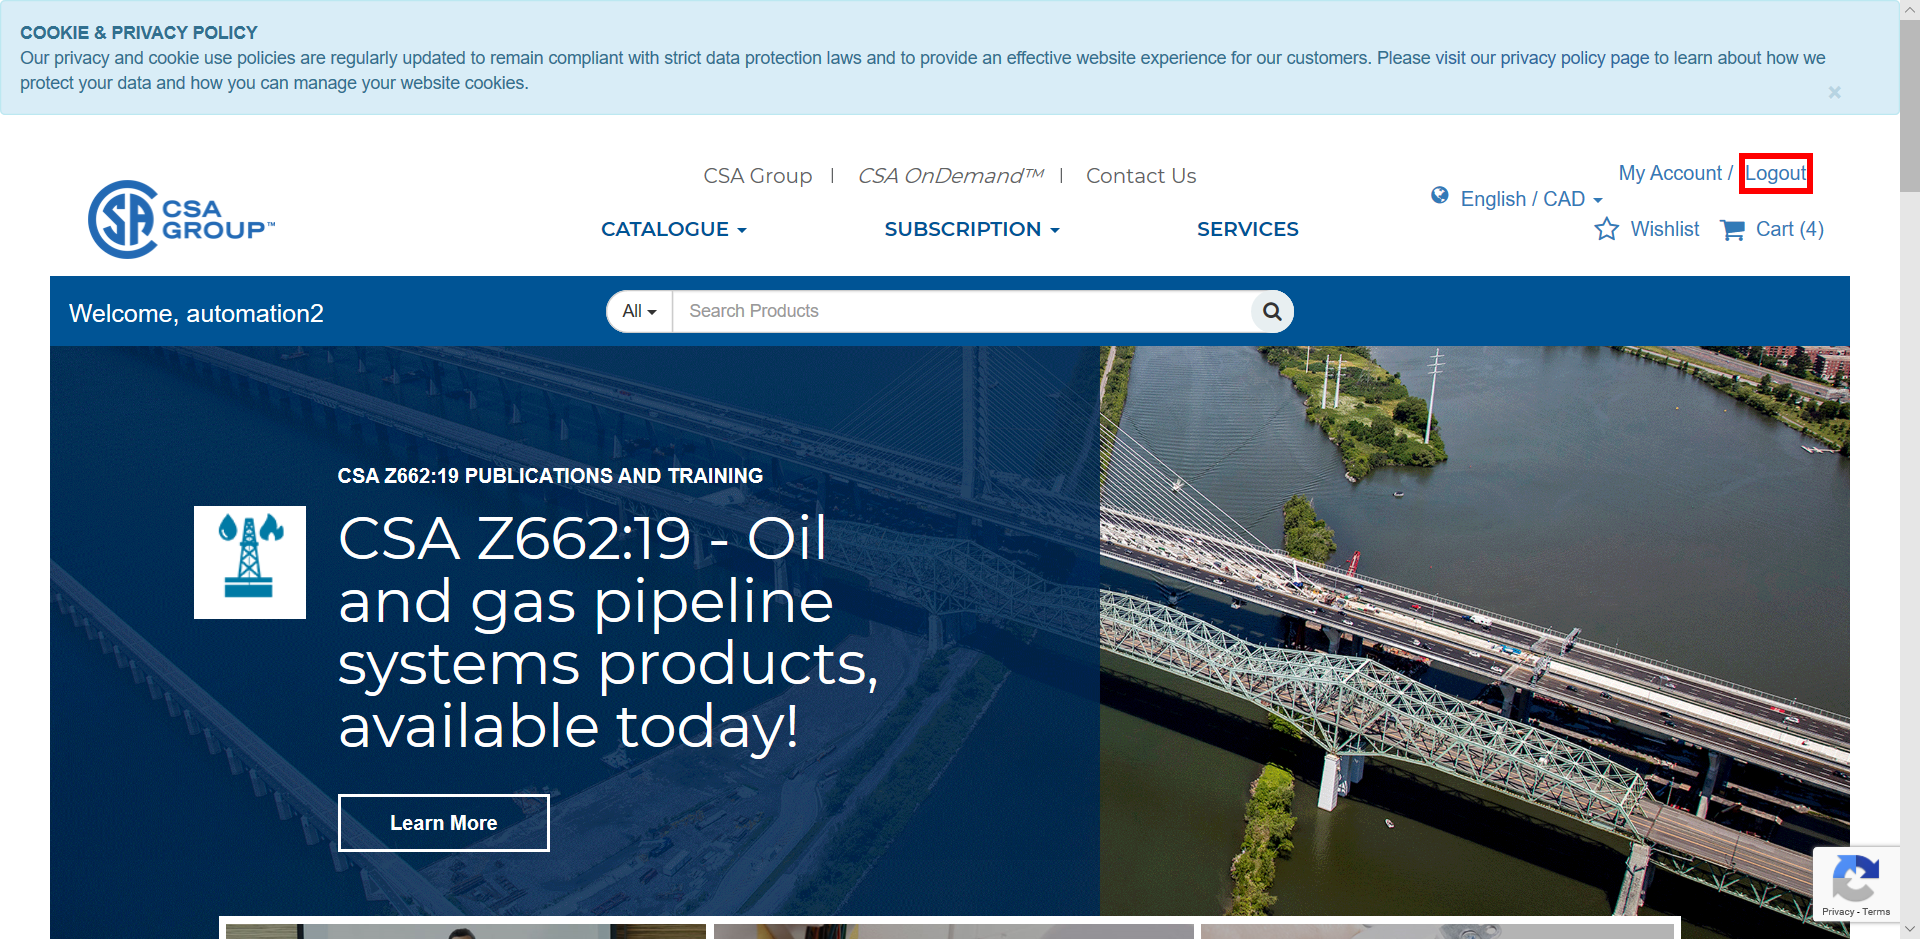 COOKIE & PRIVACY POLICY
Our privacy and cookie use policies are regularly updated to remain compliant with strict data protection laws and to provide an effective website experience for our customers. Please visit our privacy policy page to learn about how we
protect your data and how you can manage your website cookies.
×
CSA Group | CSA OnDemand™ | Contact Us
My Account / Logout
English / CAD
CSA
GROUP™
CATALOGUE
SUBSCRIPTION
SERVICES
Wishlist
Cart (4)
Welcome, automation2
All
Search Products
CSA Z662:19 PUBLICATIONS AND TRAINING
CSA Z662:19 - Oil
and gas pipeline
systems products,
available today!
Learn More
Privacy - Terms